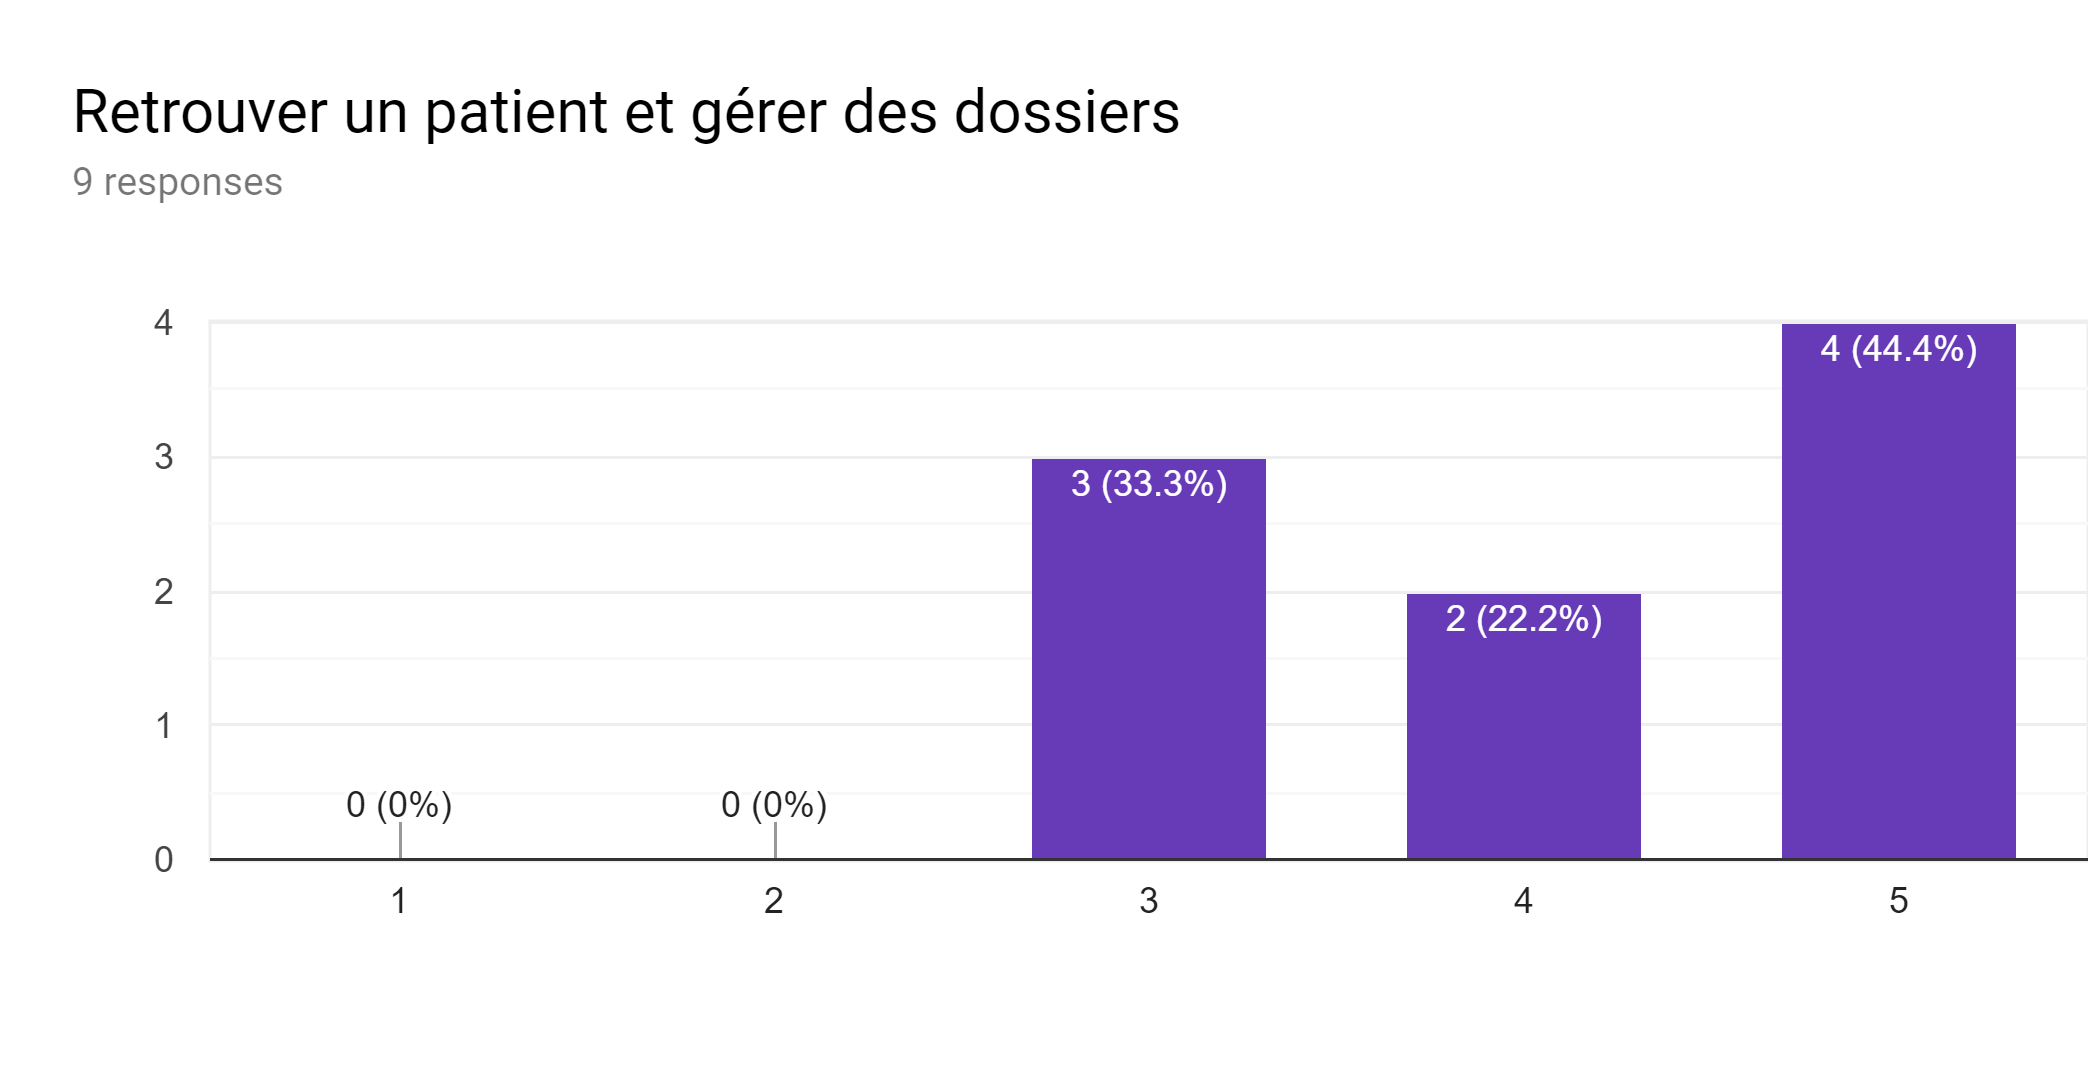 Retrouver un patient et gérer des dossiers
9 responses
4
4 (44.4%)
3
3 (33.3%)
2
2 (22.2%)
1
0 (0%) 0 (0%)
0
1 2 3 4 5